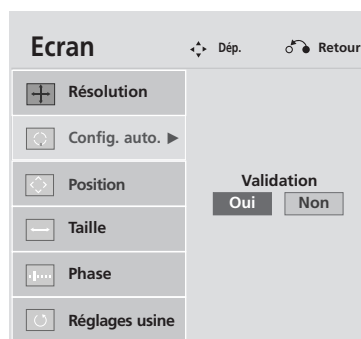 Ecran Dép. Retour
Résolution
Config. auto. ►
Position
Taille
Phase
Réglages usine
Validation
Oui Non